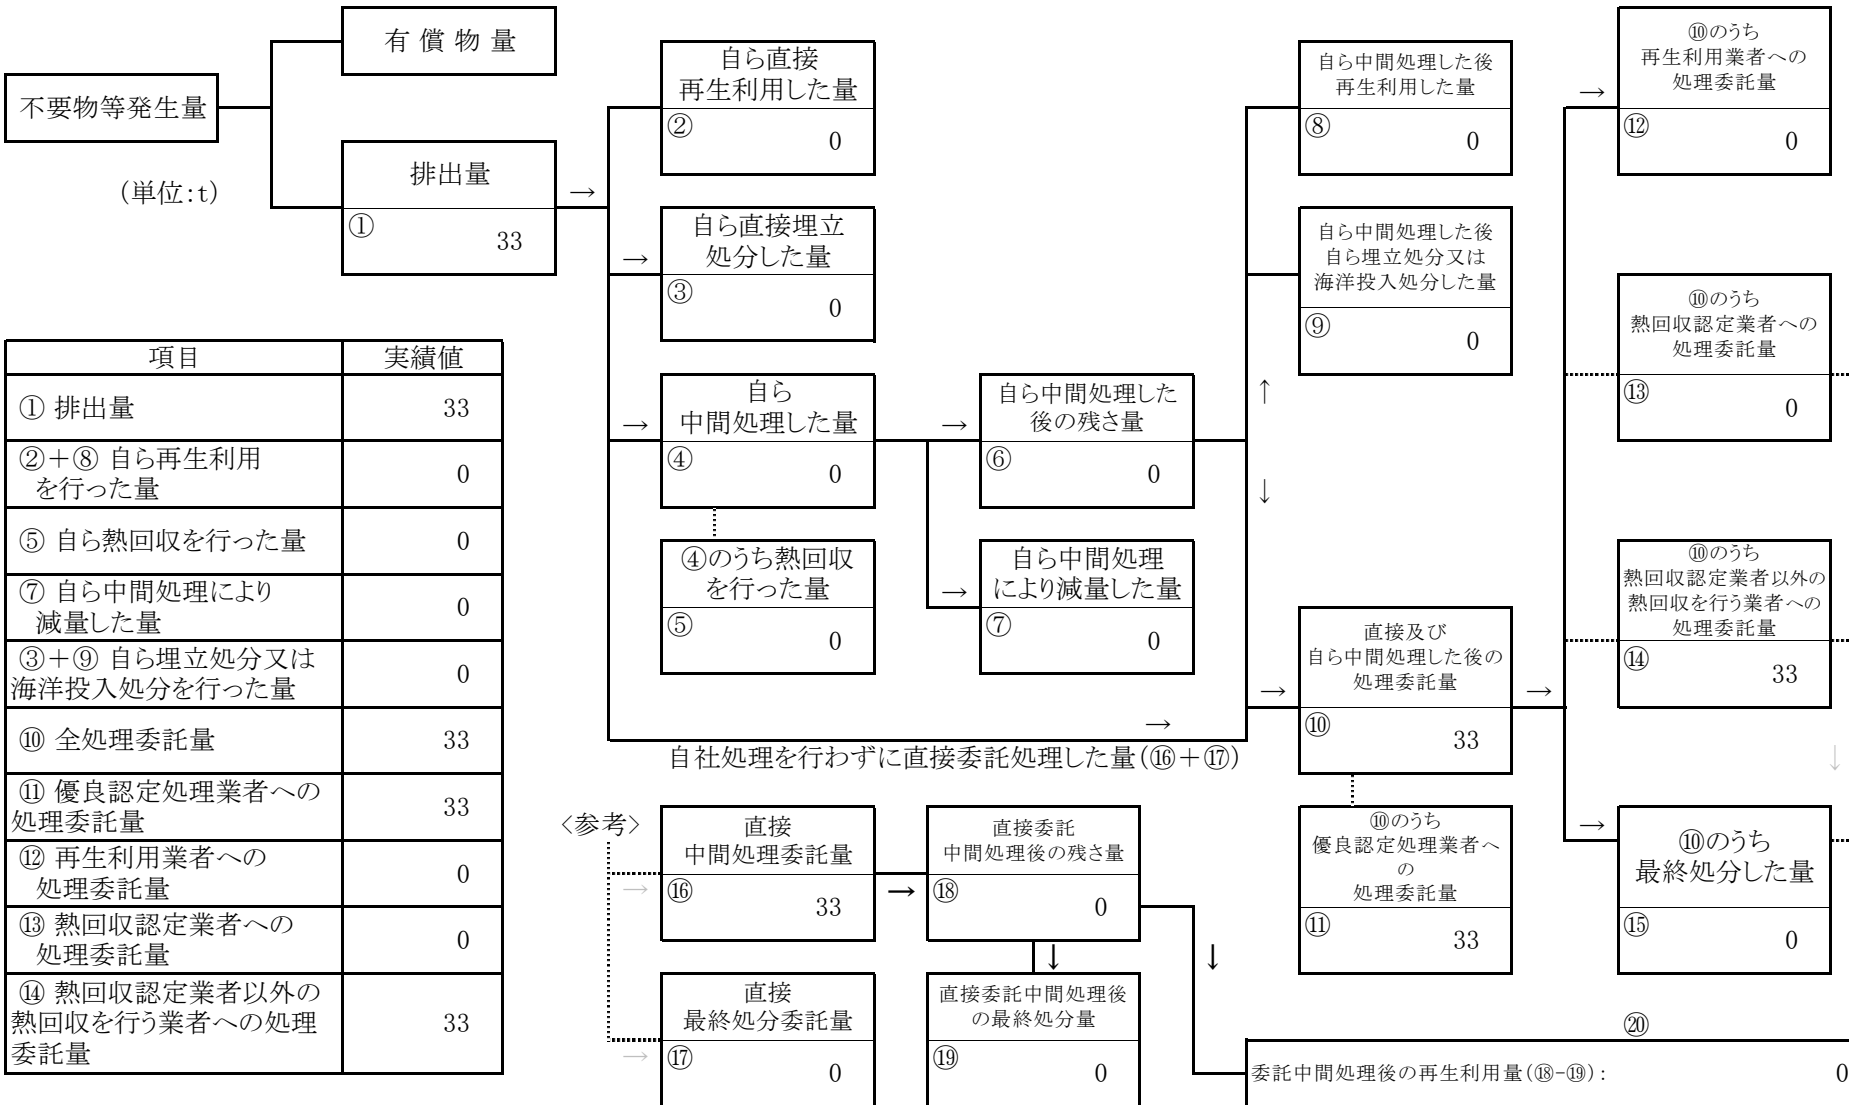 有 償 物 量
不要物等発生量
(単位:t)
排出量
①
33
→
自ら直接
再生利用した量
②
0
→
自ら直接埋立
処分した量
③
0
→
自ら
中間処理した量
④
0
④のうち熱回収
を行った量
⑤
0
→
自ら中間処理した
後の残さ量
⑥
0
→
自ら中間処理
により減量した量
⑦
0
↑
↓
自ら中間処理した後
再生利用した量
⑧
0
自ら中間処理した後
自ら埋立処分又は
海洋投入処分した量
⑨
0
→
自社処理を行わずに直接委託処理した量(⑯+⑰)
→
直接及び
自ら中間処理した後の
処理委託量
⑩
33
⑩のうち
優良認定処理業者へ
の
処理委託量
⑪
33
→
→
⑩のうち
再生利用業者への
処理委託量
⑫
0
⑩のうち
熱回収認定業者への
処理委託量
⑬
0
⑩のうち
熱回収認定業者以外の
熱回収を行う業者への
処理委託量
⑭
33
↓
→
⑩のうち
最終処分した量
⑮
0
項目 実績値
① 排出量 33
②+⑧ 自ら再生利用
を行った量 0
⑤ 自ら熱回収を行った量 0
⑦ 自ら中間処理により
減量した量 0
③+⑨ 自ら埋立処分又は
海洋投入処分を行った量 0
⑩ 全処理委託量 33
⑪ 優良認定処理業者への
処理委託量 33
⑫ 再生利用業者への
処理委託量 0
⑬ 熱回収認定業者への
処理委託量 0
⑭ 熱回収認定業者以外の
熱回収を行う業者への処理
委託量 33
〈参考〉
→
直接
中間処理委託量
⑯
33
→
直接委託
中間処理後の残さ量
⑱
0
↓
↓
→
直接
最終処分委託量
⑰
0
直接委託中間処理後
の最終処分量
⑲
0
⑳
委託中間処理後の再生利用量(⑱-⑲): 0